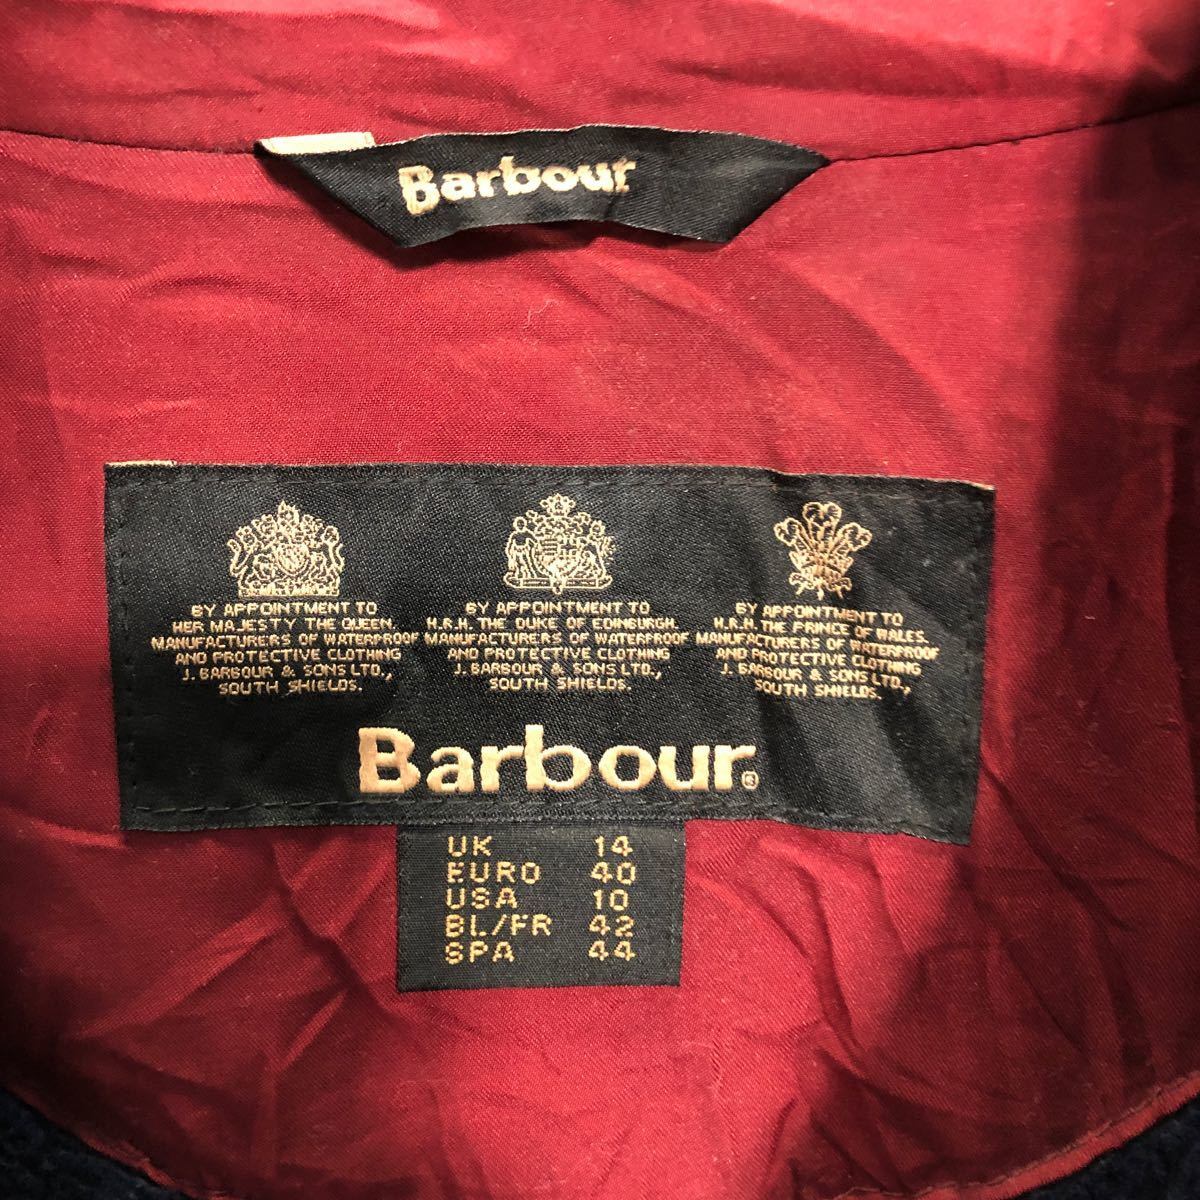 Barbour
BY APPOINTMENT TO
HER MAJESTY THE QUEEN.
MANUFACTURERS OF WATERPROOF
AND PROTECTIVE CLOTHING
J. BARBOUR & SONS LTD.,
SOUTH SHIELDS.
BY APPOINTMENT TO
H.R.H. THE DUKE OF EDINBURGH.
MANUFACTURERS OF WATERPROOF
AND PROTECTIVE CLOTHING
J. BARBOUR & SONS LTD.,
SOUTH SHIELDS.
BY APPOINTMENT TO
H.R.H. THE PRINCE OF WALES.
MANUFACTURERS OF WATERPROOF
AND PROTECTIVE CLOTHING
J. BARBOUR & SONS LTD.,
SOUTH SHIELDS.
Barbour®
UK 14
EURO 40
USA 10
BL/FR 42
SPA 44